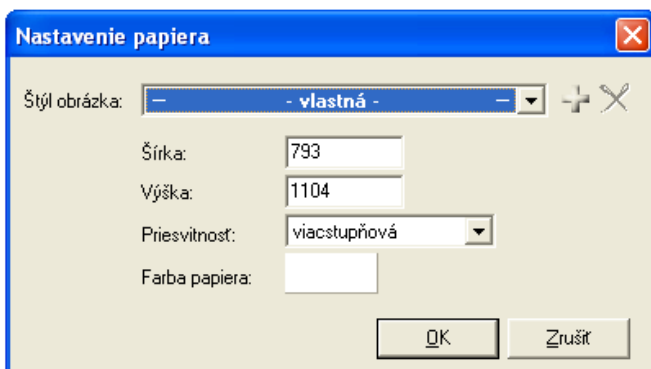 Nastavenie papiera
Štýl obrázka: — - vlastná - —
Šírka: 793
Výška: 1104
Priesvitnosť: viacstupňová
Farba papiera:
OK Zrušiť